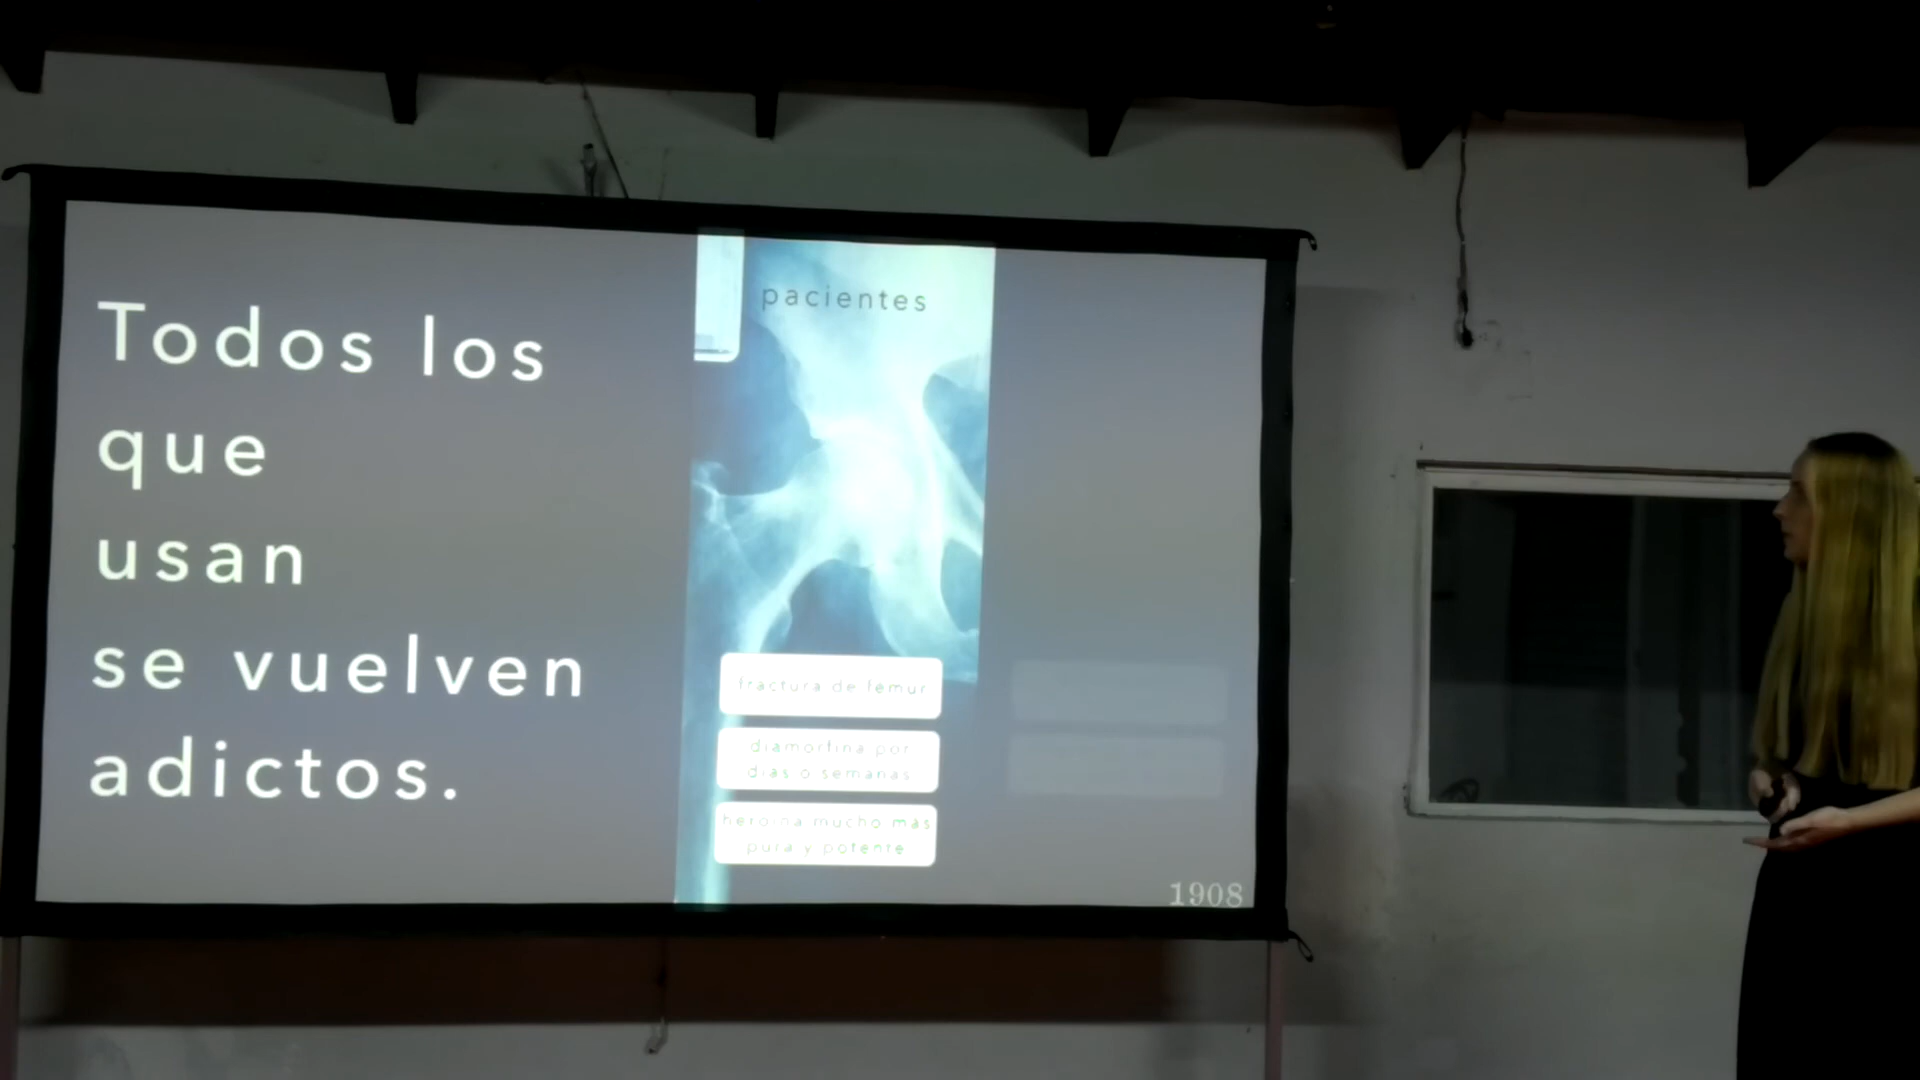 Todos los
que
usan
se vuelven
adictos.
pacientes
fractura de fémur
diamorfina por
días o semanas
heroína mucho más
pura y potente
1908